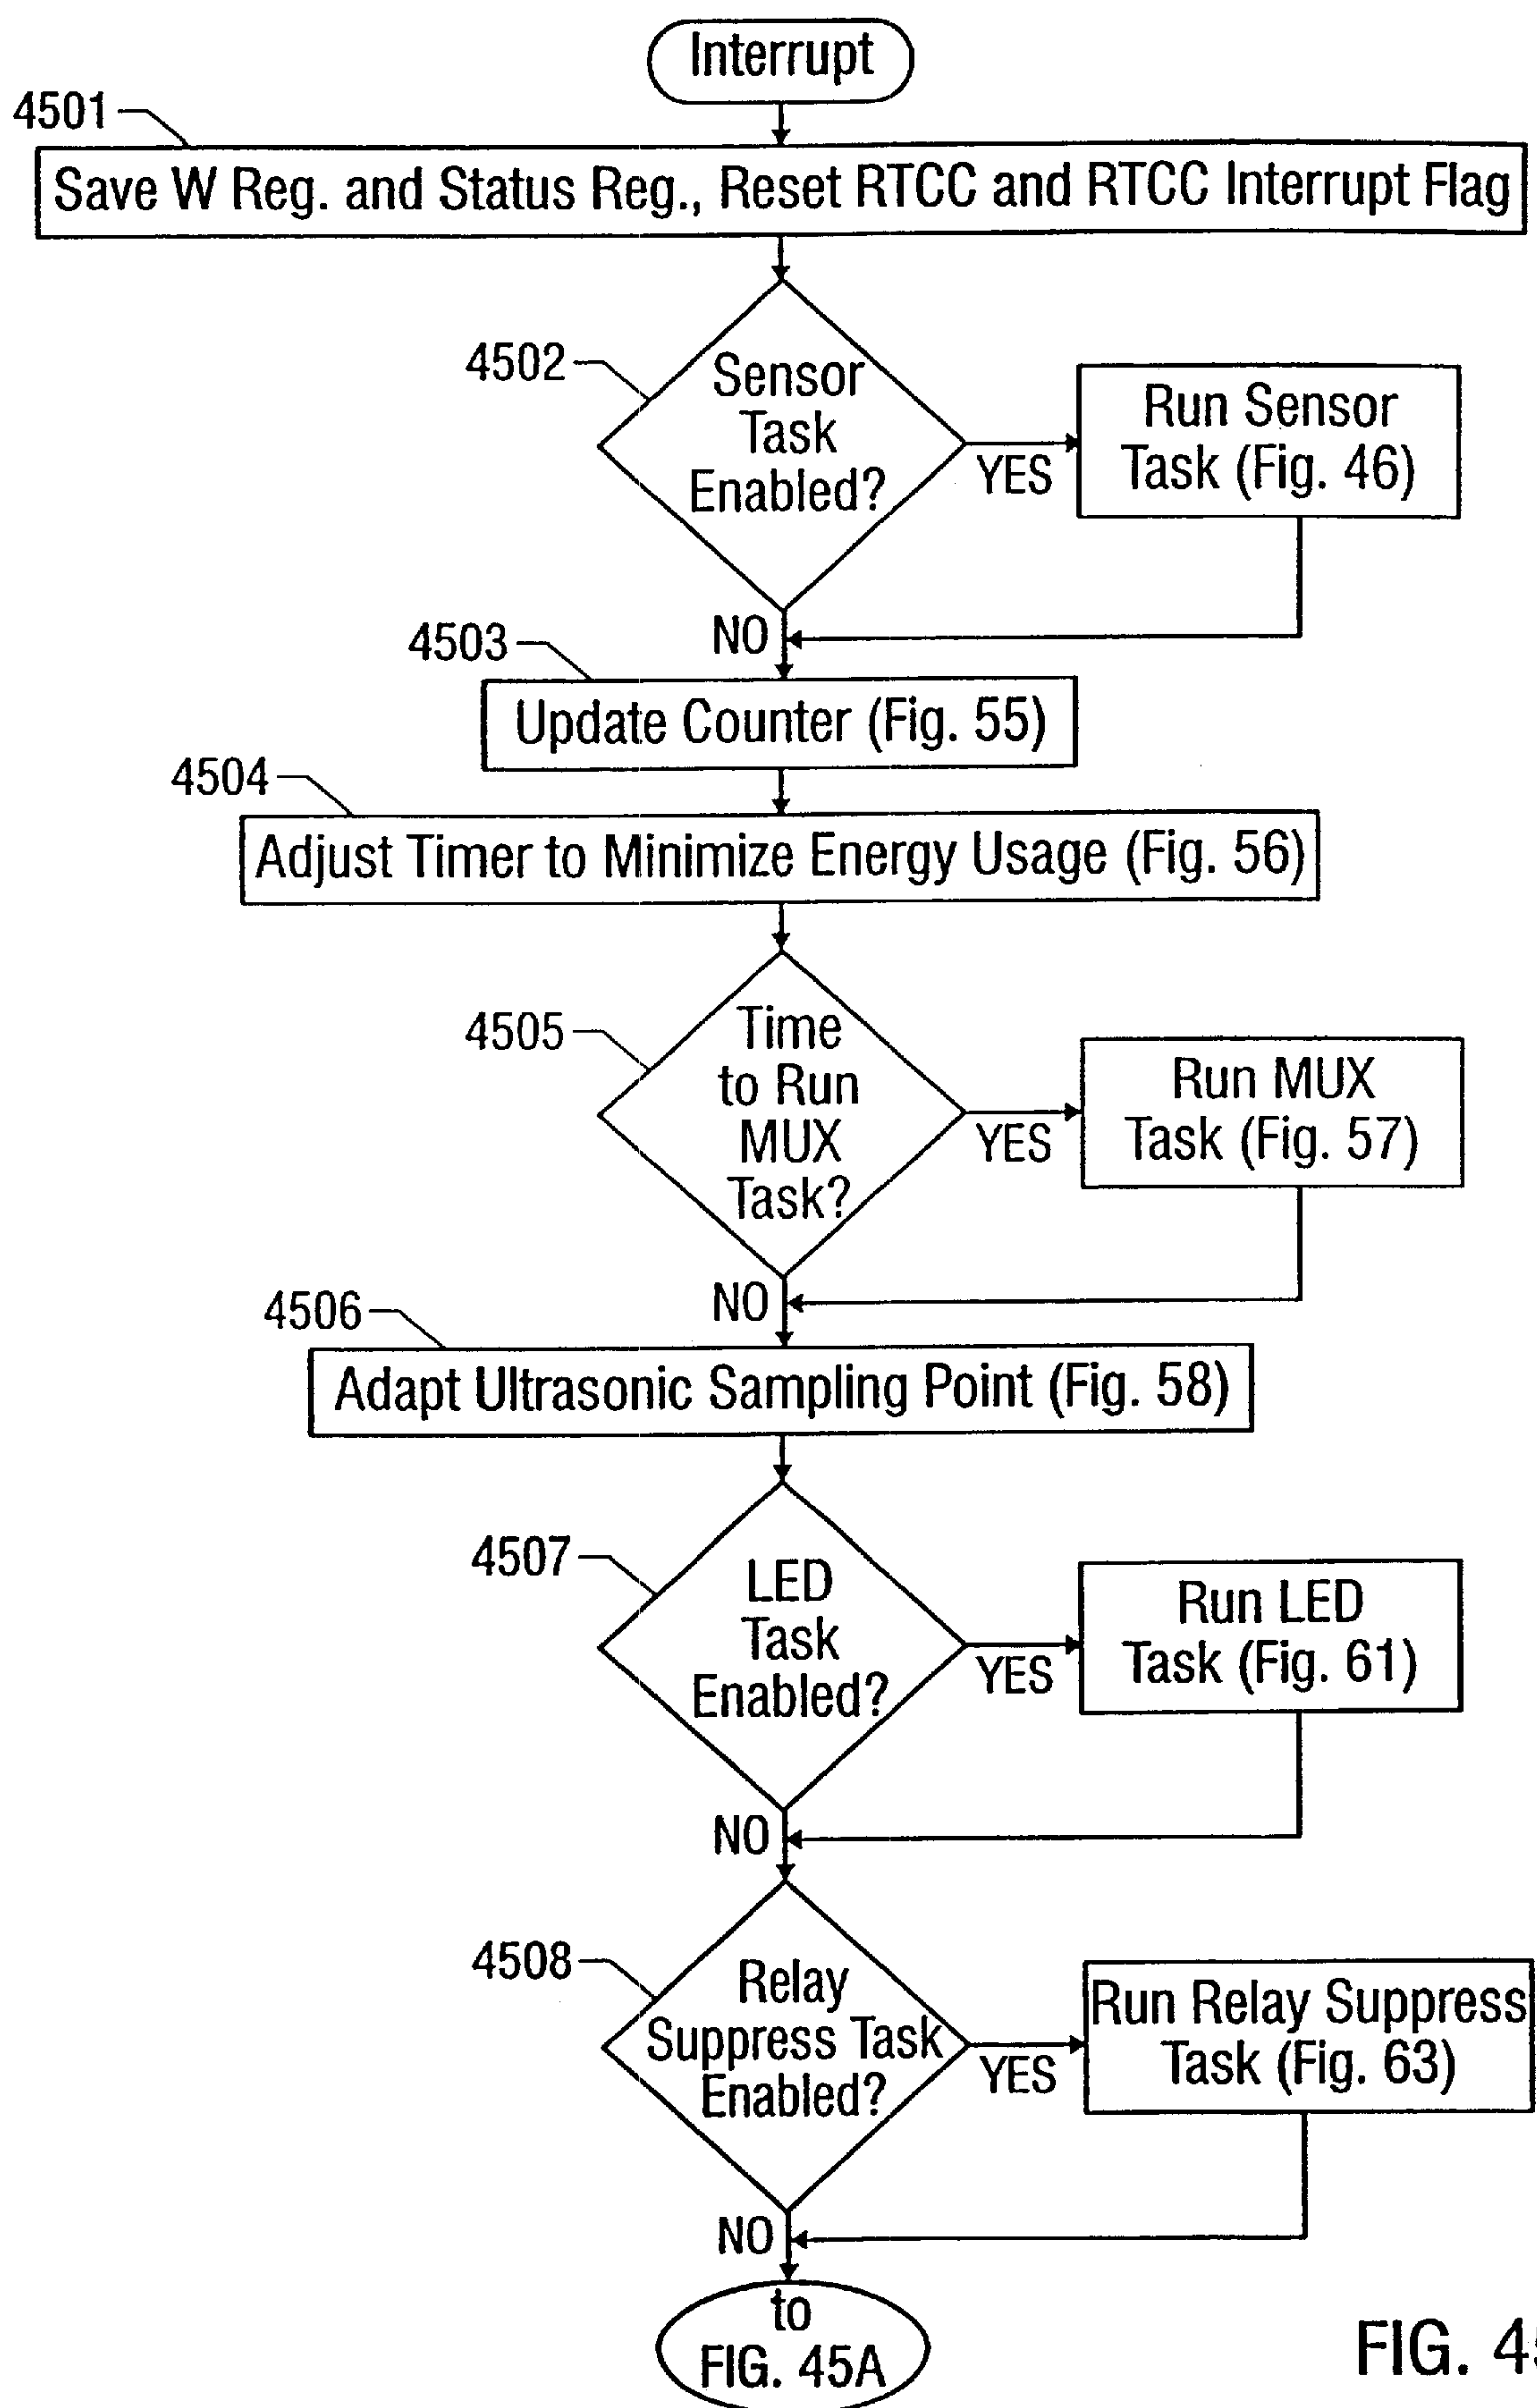 Interrupt
4501
Save W Reg. and Status Reg., Reset RTCC and RTCC Interrupt Flag
4502
Sensor
Task
Enabled?
YES
Run Sensor
Task (Fig. 46)
NO
4503
Update Counter (Fig. 55)
4504
Adjust Timer to Minimize Energy Usage (Fig. 56)
4505
Time
to Run
MUX
Task?
YES
Run MUX
Task (Fig. 57)
NO
4506
Adapt Ultrasonic Sampling Point (Fig. 58)
4507
LED
Task
Enabled?
YES
Run LED
Task (Fig. 61)
NO
4508
Relay
Suppress Task
Enabled?
YES
Run Relay Suppress
Task (Fig. 63)
NO
to
FIG. 45A
FIG. 45